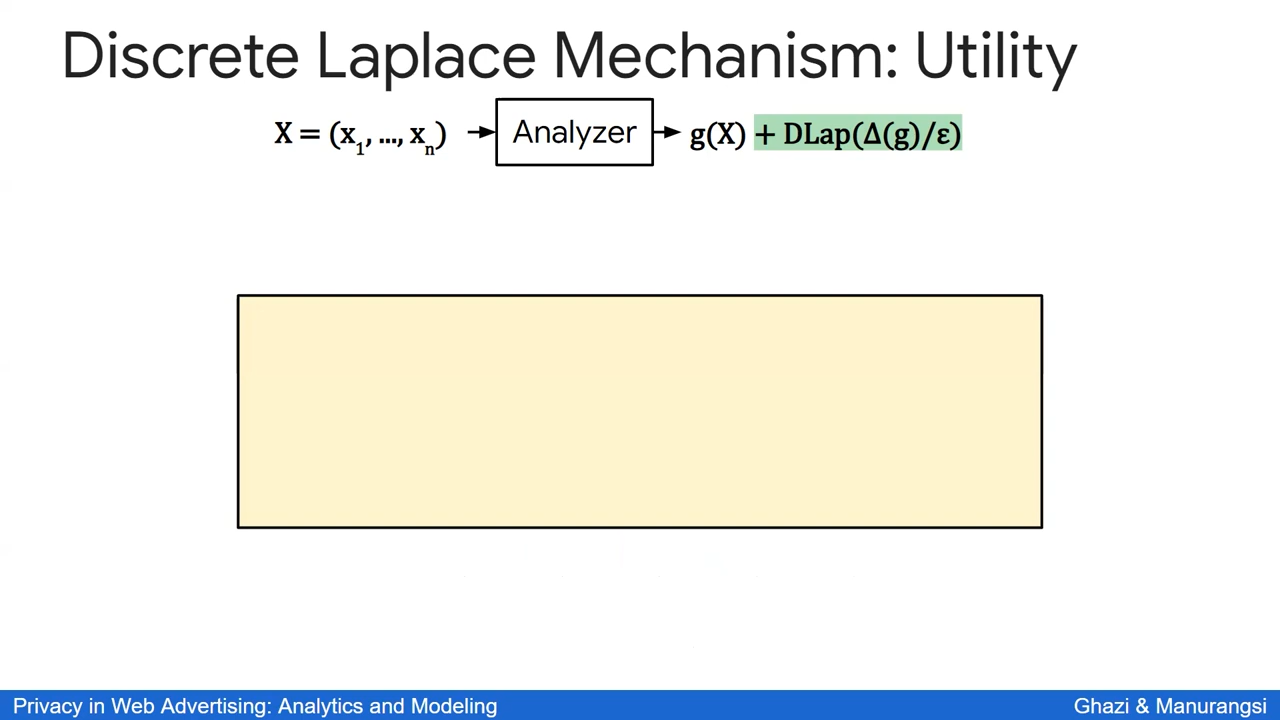 Discrete Laplace Mechanism: Utility
X = (x₁, ..., xₙ) → Analyzer → g(X) + DLap(Δ(g)/ε)
Privacy in Web Advertising: Analytics and Modeling
Ghazi & Manurangsi